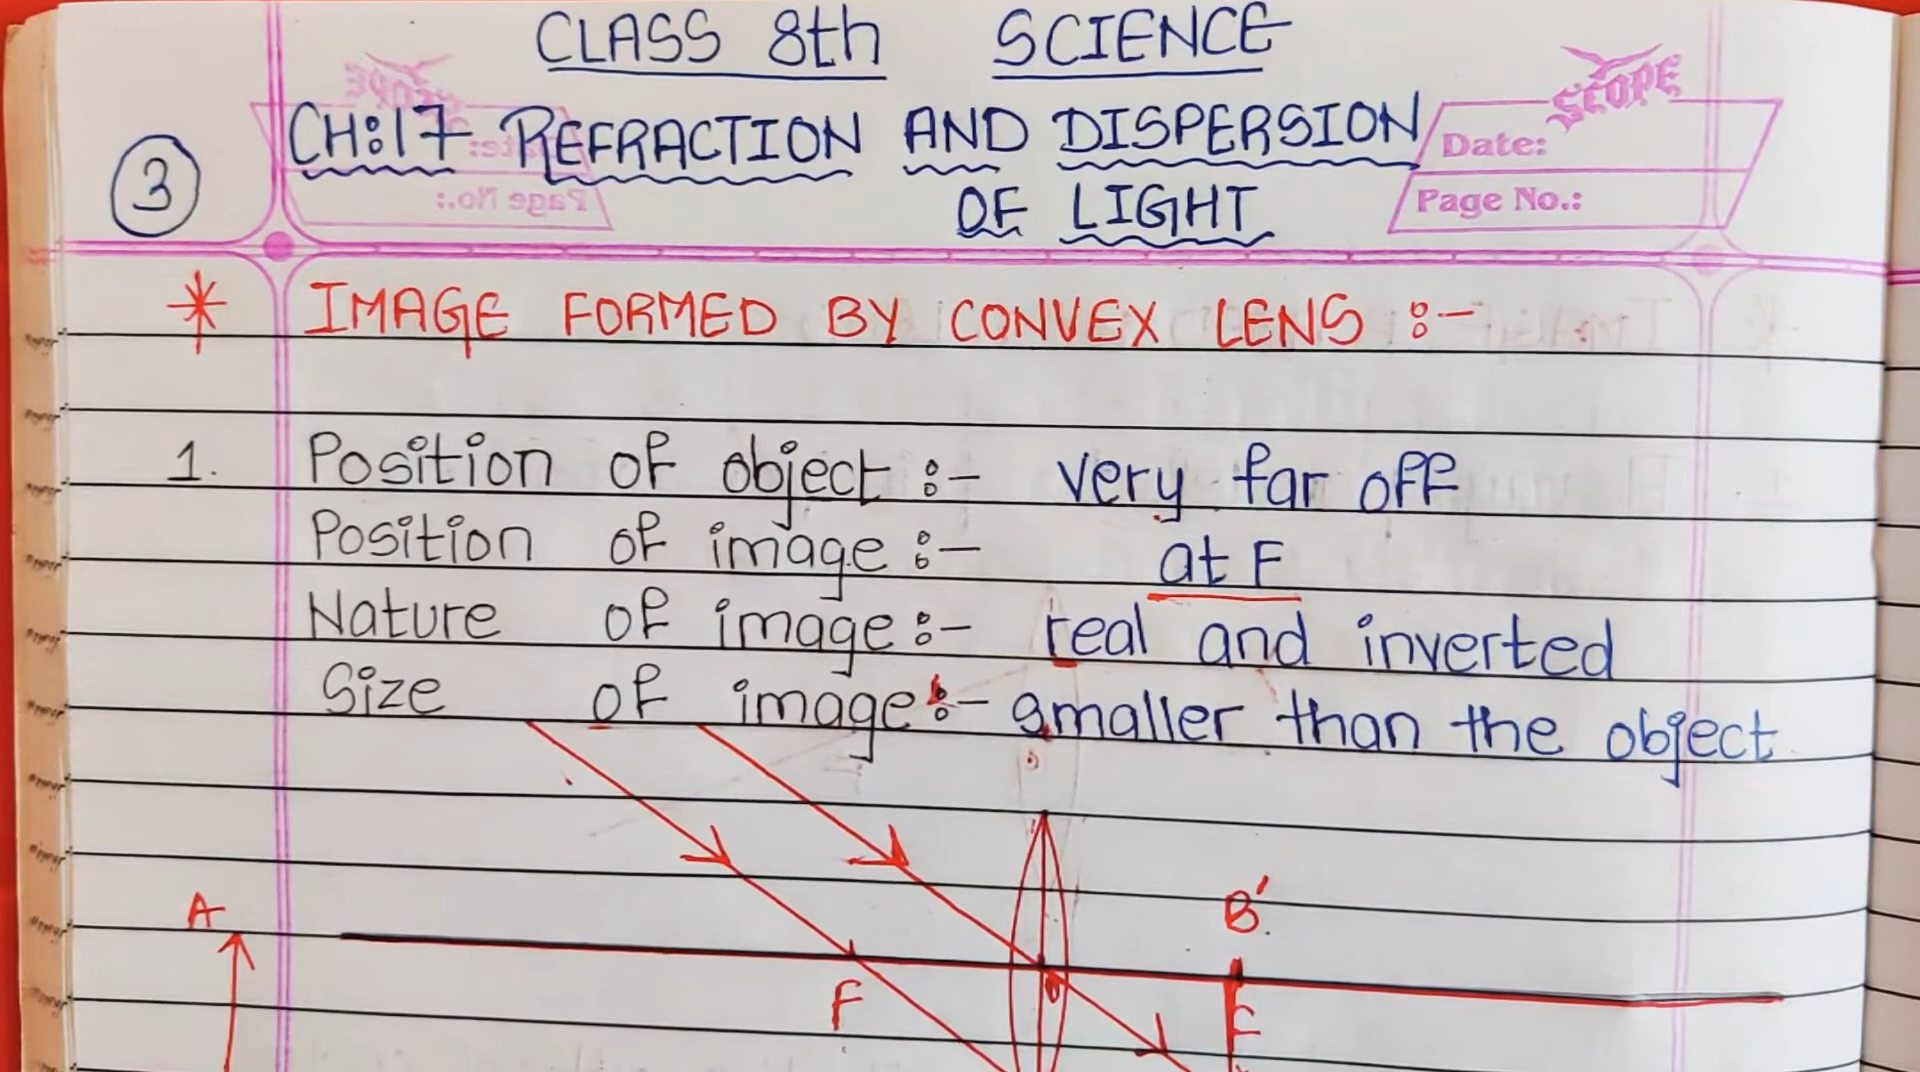 CLASS 8th SCIENCE
SCOPE
CH:17 REFRACTION AND DISPERSION
OF LIGHT
Date:
Page No.:
3
* IMAGE FORMED BY CONVEX LENS :-
1. Position of object :- very far off
Position of image :- at F
Nature of image :- real and inverted
Size of image :- smaller than the object
A
B'
F
F